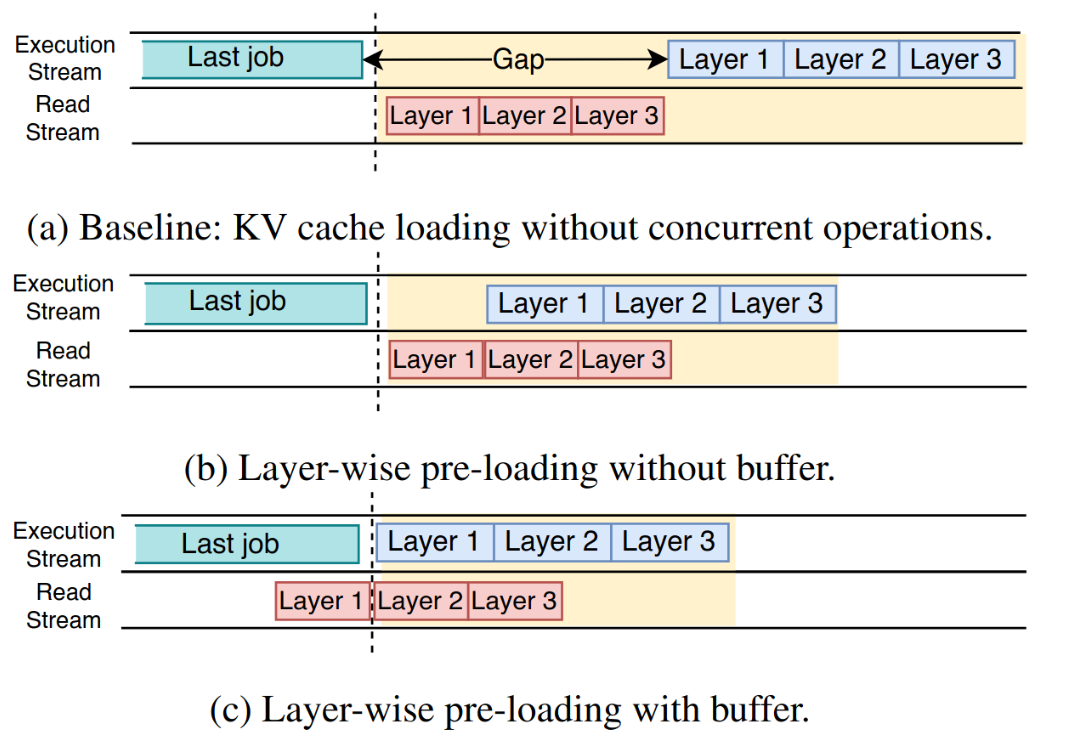 Execution
Stream
Last job
Gap
Layer 1 Layer 2 Layer 3
Read
Stream
Layer 1 Layer 2 Layer 3
(a) Baseline: KV cache loading without concurrent operations.
Execution
Stream
Last job
Layer 1 Layer 2 Layer 3
Read
Stream
Layer 1 Layer 2 Layer 3
(b) Layer-wise pre-loading without buffer.
Execution
Stream
Last job
Layer 1 Layer 2 Layer 3
Read
Stream
Layer 1 Layer 2 Layer 3
(c) Layer-wise pre-loading with buffer.